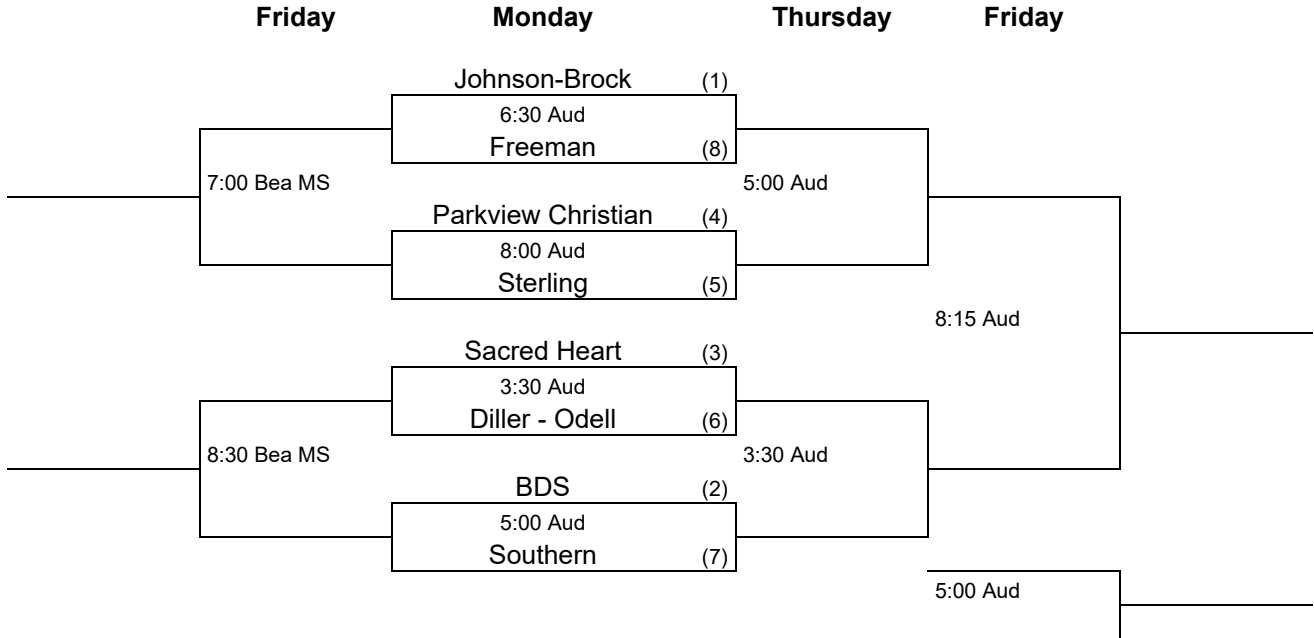 Friday Monday Thursday Friday
Johnson-Brock (1)
6:30 Aud
Freeman (8)
7:00 Bea MS 5:00 Aud
Parkview Christian (4)
8:00 Aud
Sterling (5)
8:15 Aud
Sacred Heart (3)
3:30 Aud
Diller - Odell (6)
8:30 Bea MS 3:30 Aud
BDS (2)
5:00 Aud
Southern (7)
5:00 Aud